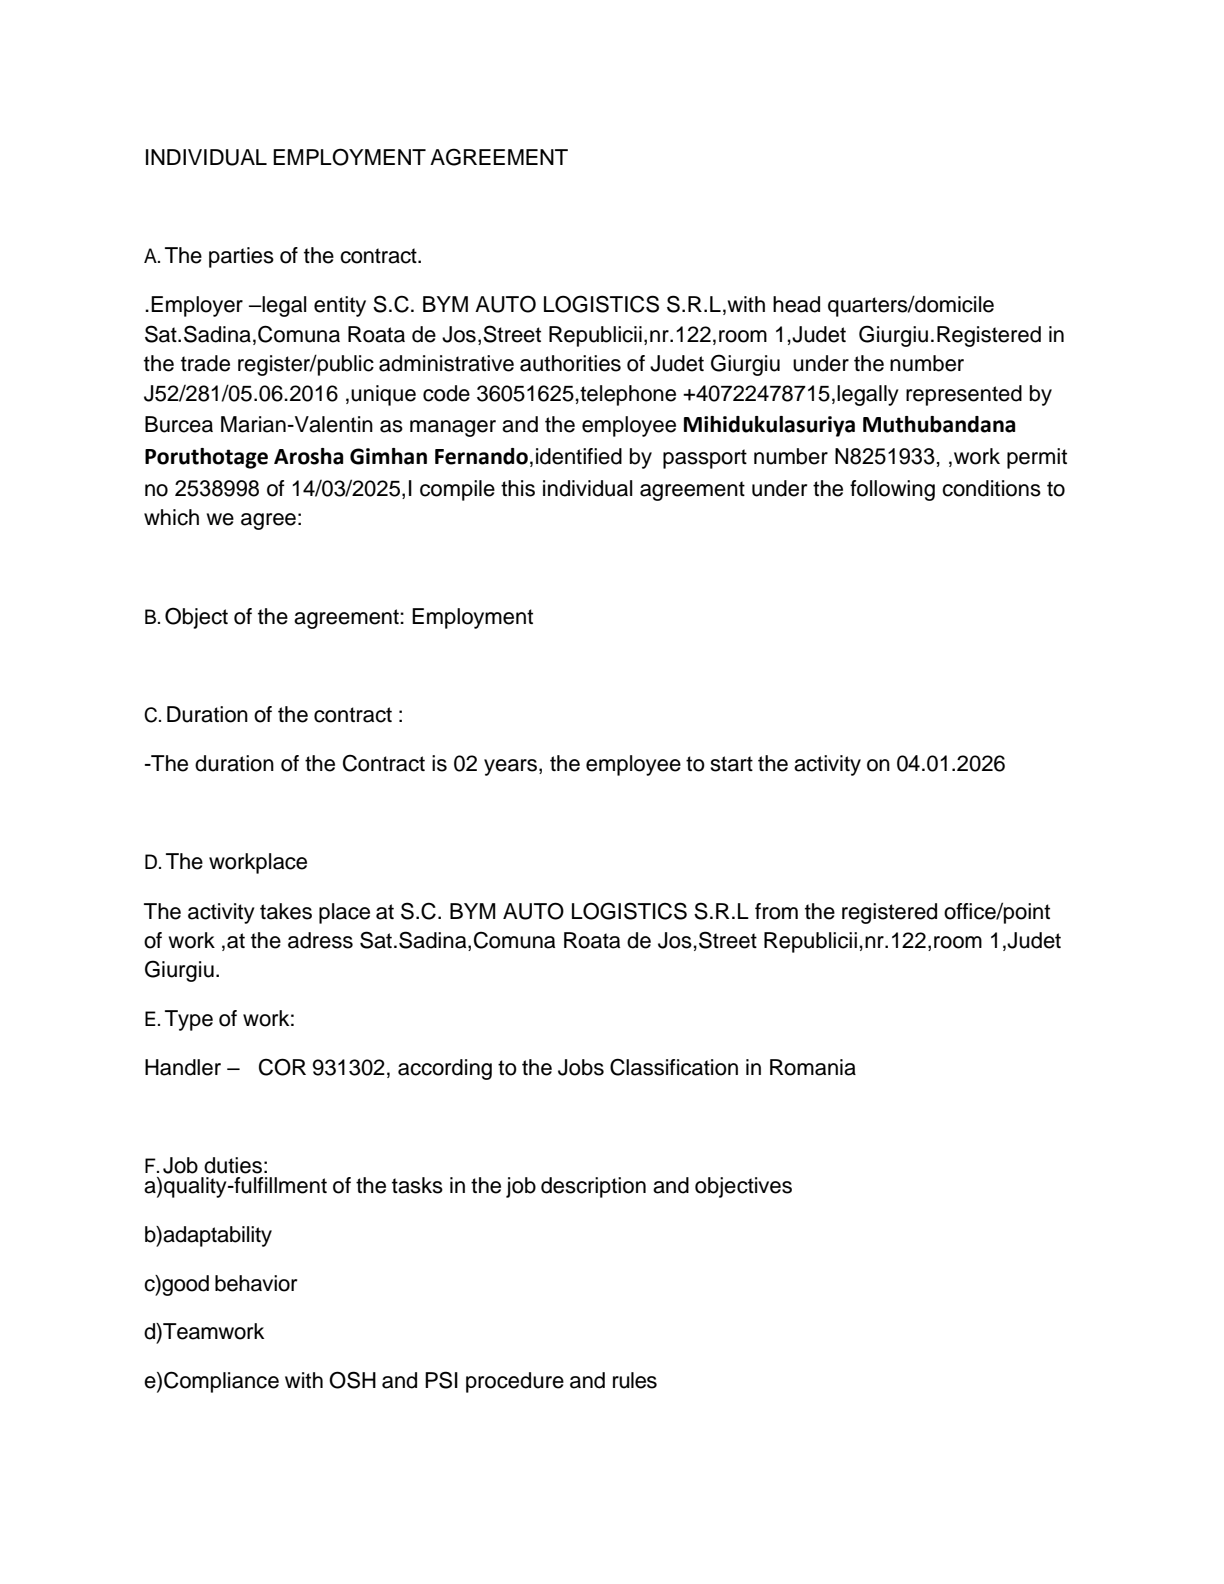 INDIVIDUAL EMPLOYMENT AGREEMENT
A. The parties of the contract.
.Employer –legal entity S.C. BYM AUTO LOGISTICS S.R.L,with head quarters/domicile
Sat.Sadina,Comuna Roata de Jos,Street Republicii,nr.122,room 1,Judet  Giurgiu.Registered in
the trade register/public administrative authorities of Judet Giurgiu  under the number
J52/281/05.06.2016 ,unique code 36051625,telephone +40722478715,legally represented by
Burcea Marian-Valentin as manager and the employee Mihidukulasuriya Muthubandana
Poruthotage Arosha Gimhan Fernando,identified by  passport number N8251933, ,work permit
no 2538998 of 14/03/2025,I compile this individual agreement under the following conditions to
which we agree:
B. Object of the agreement: Employment
C. Duration of the contract :
-The duration of the Contract is 02 years, the employee to start the activity on 04.01.2026
D. The workplace
The activity takes place at S.C. BYM AUTO LOGISTICS S.R.L from the registered office/point
of work ,at the adress Sat.Sadina,Comuna Roata de Jos,Street Republicii,nr.122,room 1,Judet
Giurgiu.
E. Type of work:
Handler –   COR 931302, according to the Jobs Classification in Romania
F. Job duties:
a)quality-fulfillment of the tasks in the job description and objectives
b)adaptability
c)good behavior
d)Teamwork
e)Compliance with OSH and PSI procedure and rules